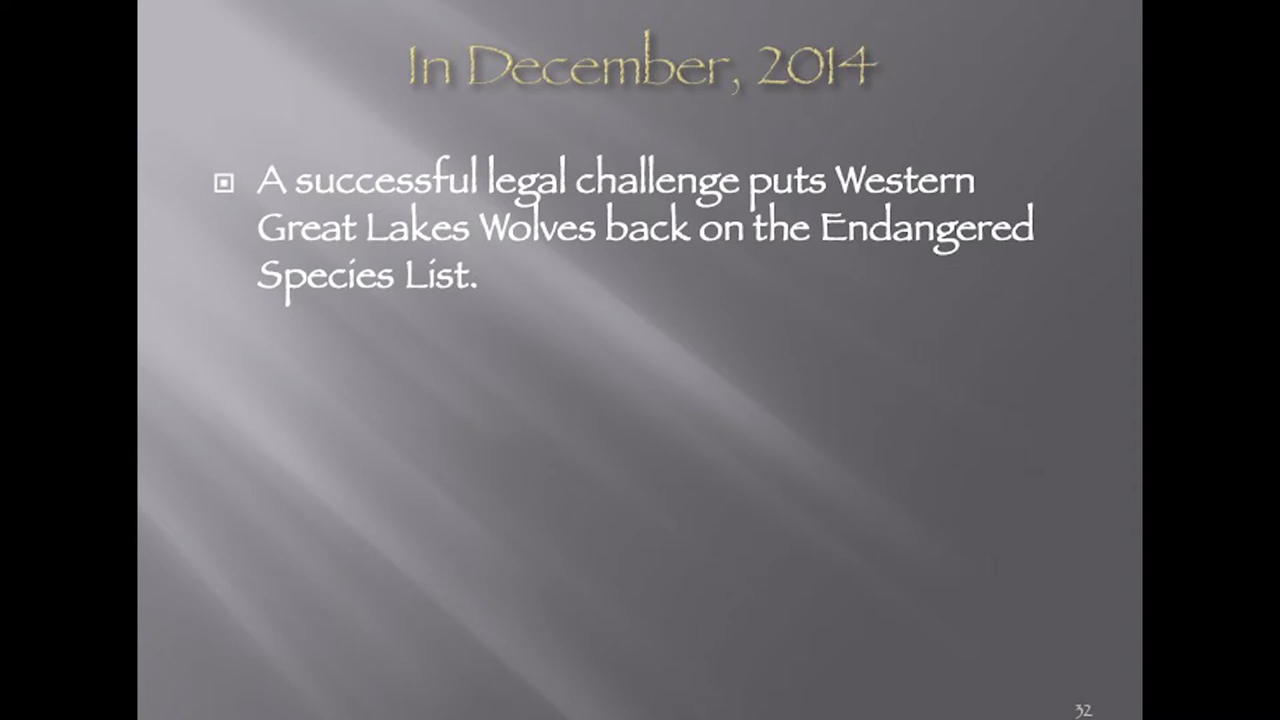 In December, 2014
A successful legal challenge puts Western
Great Lakes Wolves back on the Endangered
Species List.
32